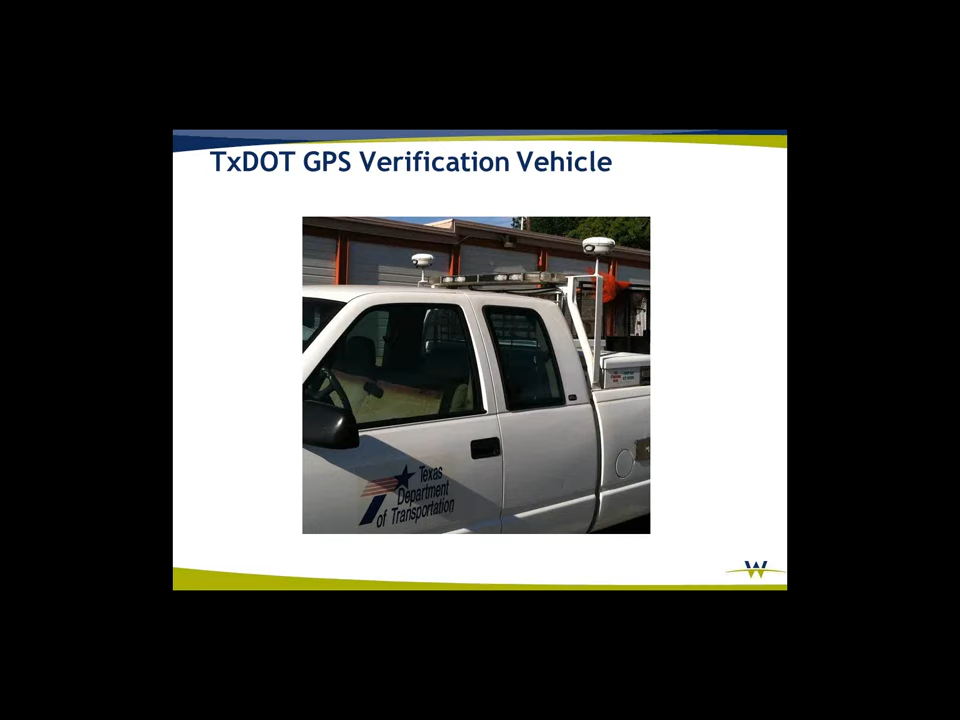 TxDOT GPS Verification Vehicle
Texas
Department
of Transportation
W